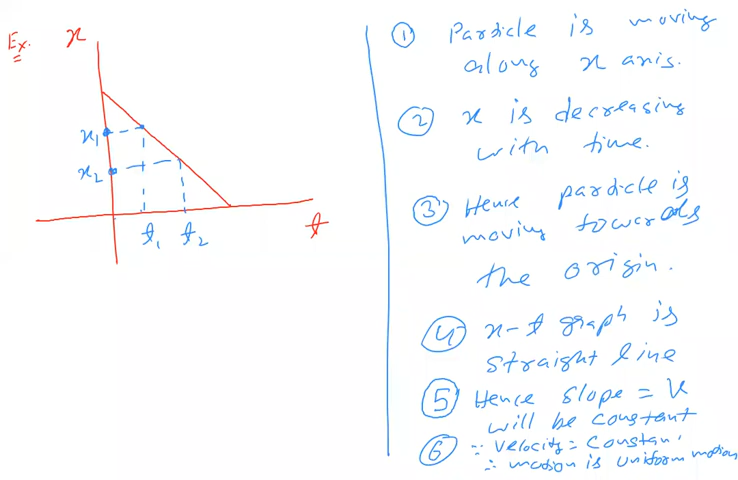 Ex.
x
x₁
x₂
t₁ t₂
t
① Particle is moving
along x axis.
② x is decreasing
with time.
③ Hence particle is
moving towards
the origin.
④ x-t graph is
straight line
⑤ Hence slope = V
will be constant
⑥ ∵ velocity = constan
∴ motion is uniform motion